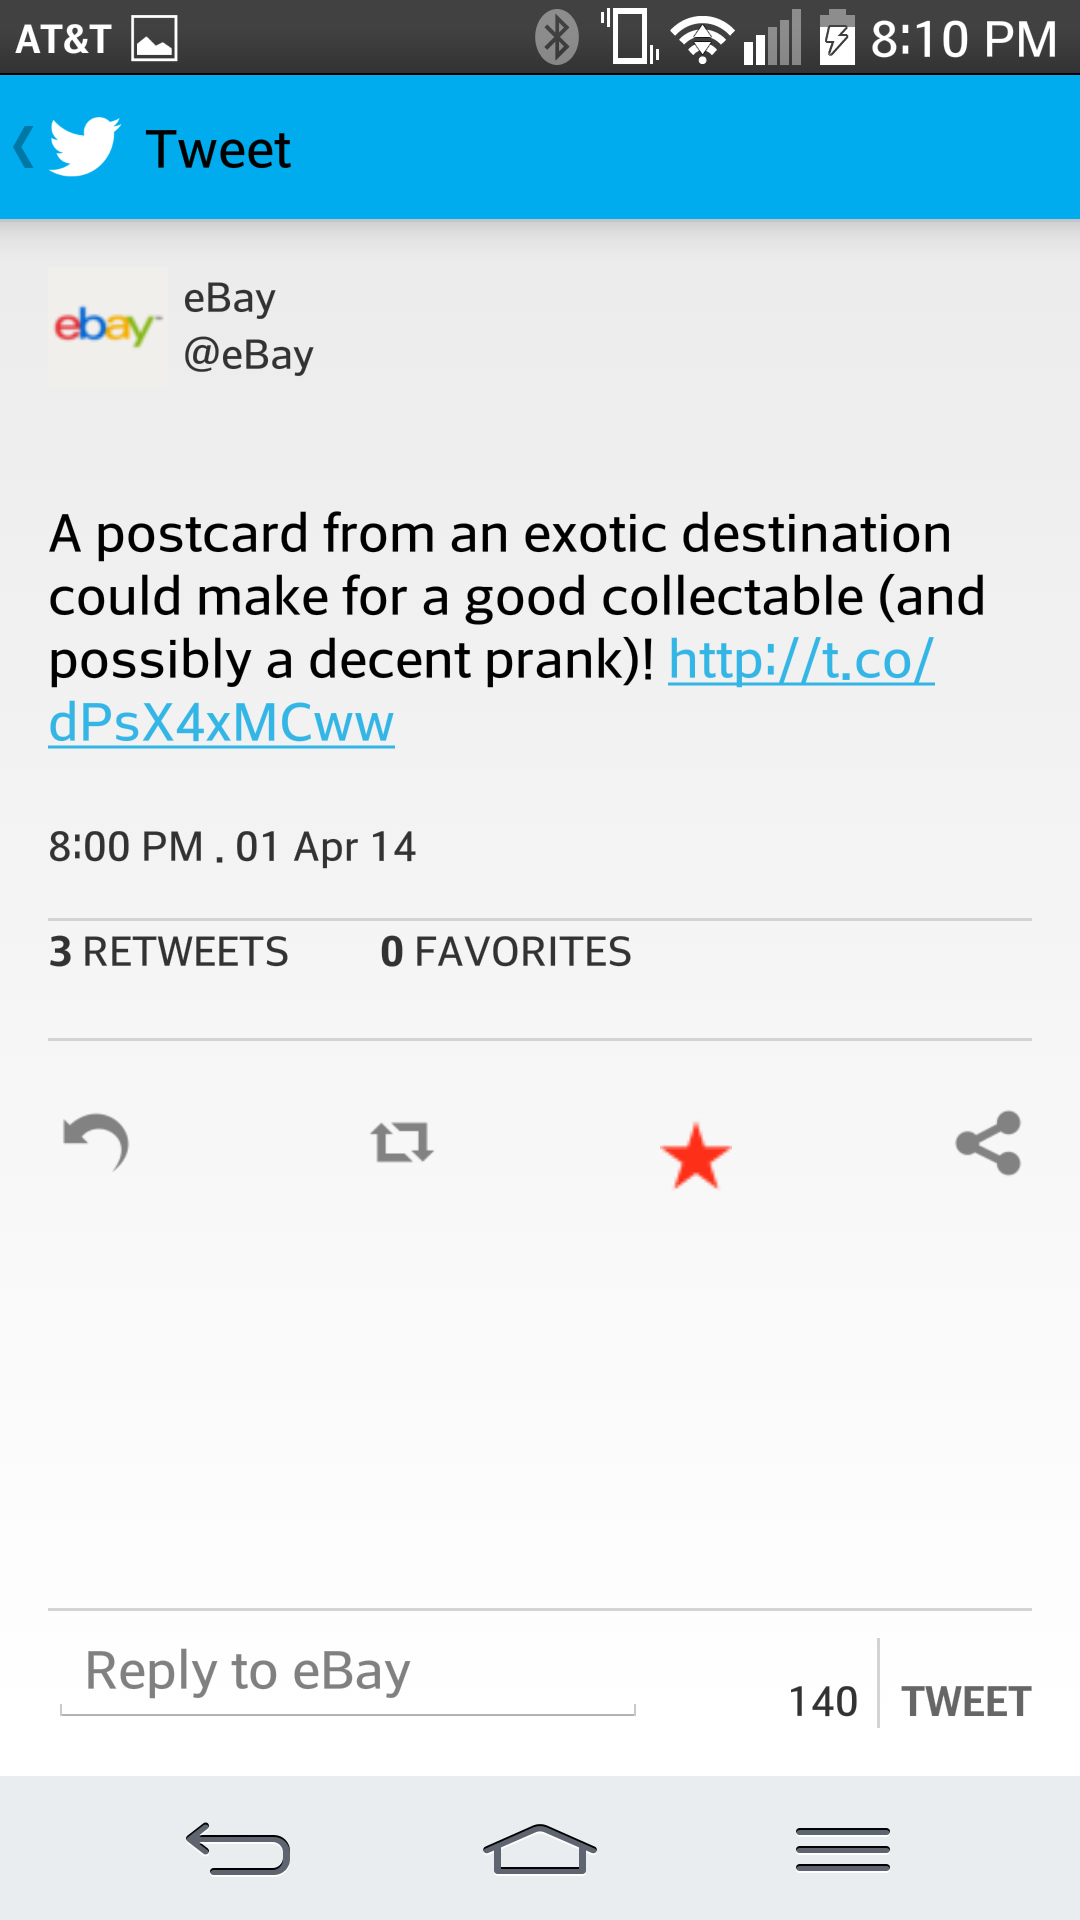 AT&T 8:10 PM
Tweet
ebay™
eBay
@eBay
A postcard from an exotic destination
could make for a good collectable (and
possibly a decent prank)! http://t.co/
dPsX4xMCww
8:00 PM . 01 Apr 14
3 RETWEETS 0 FAVORITES
Reply to eBay
140 TWEET